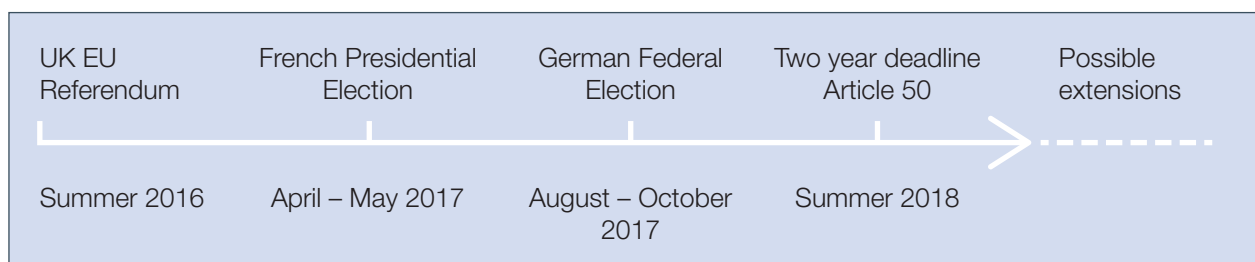 UK EU
Referendum
French Presidential
Election
German Federal
Election
Two year deadline
Article 50
Possible
extensions
Summer 2016
April – May 2017
August – October
2017
Summer 2018